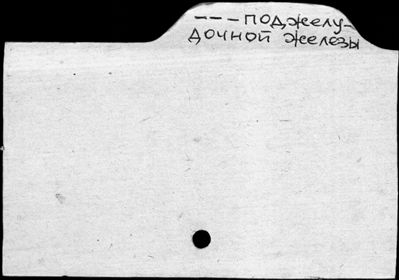 --- поджелу-
дочной железы